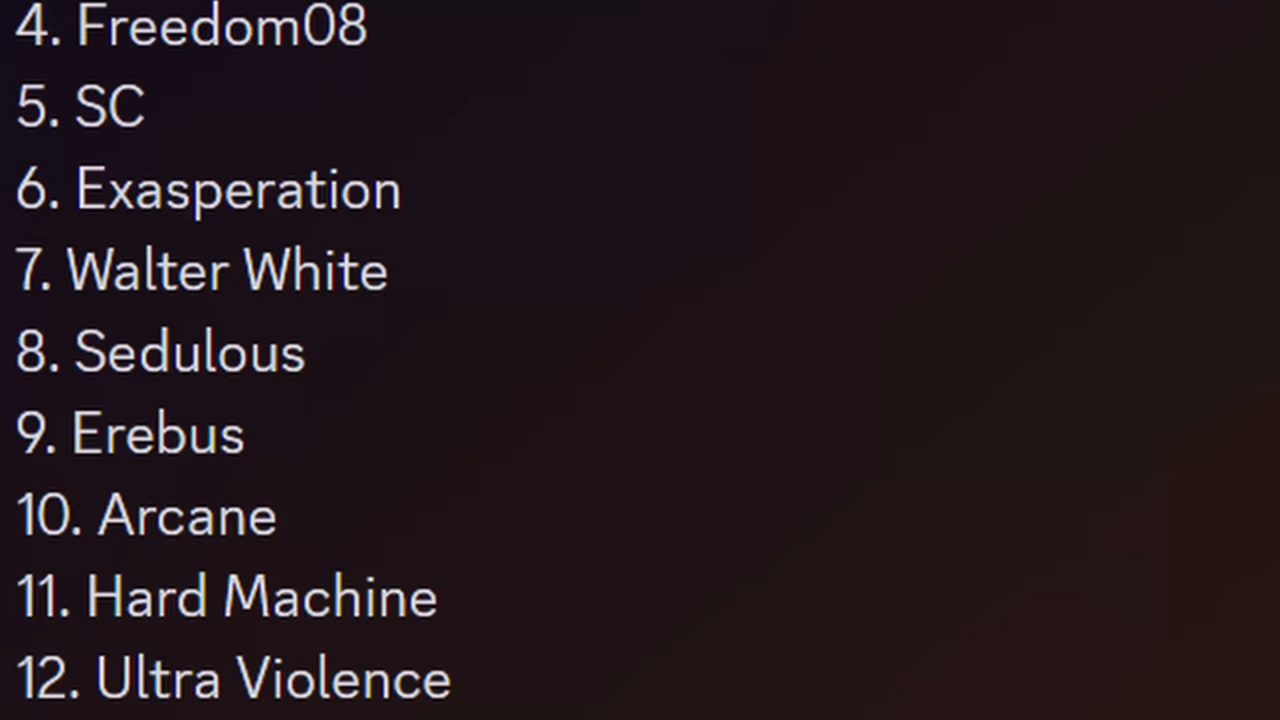 4. Freedom08
5. SC
6. Exasperation
7. Walter White
8. Sedulous
9. Erebus
10. Arcane
11. Hard Machine
12. Ultra Violence